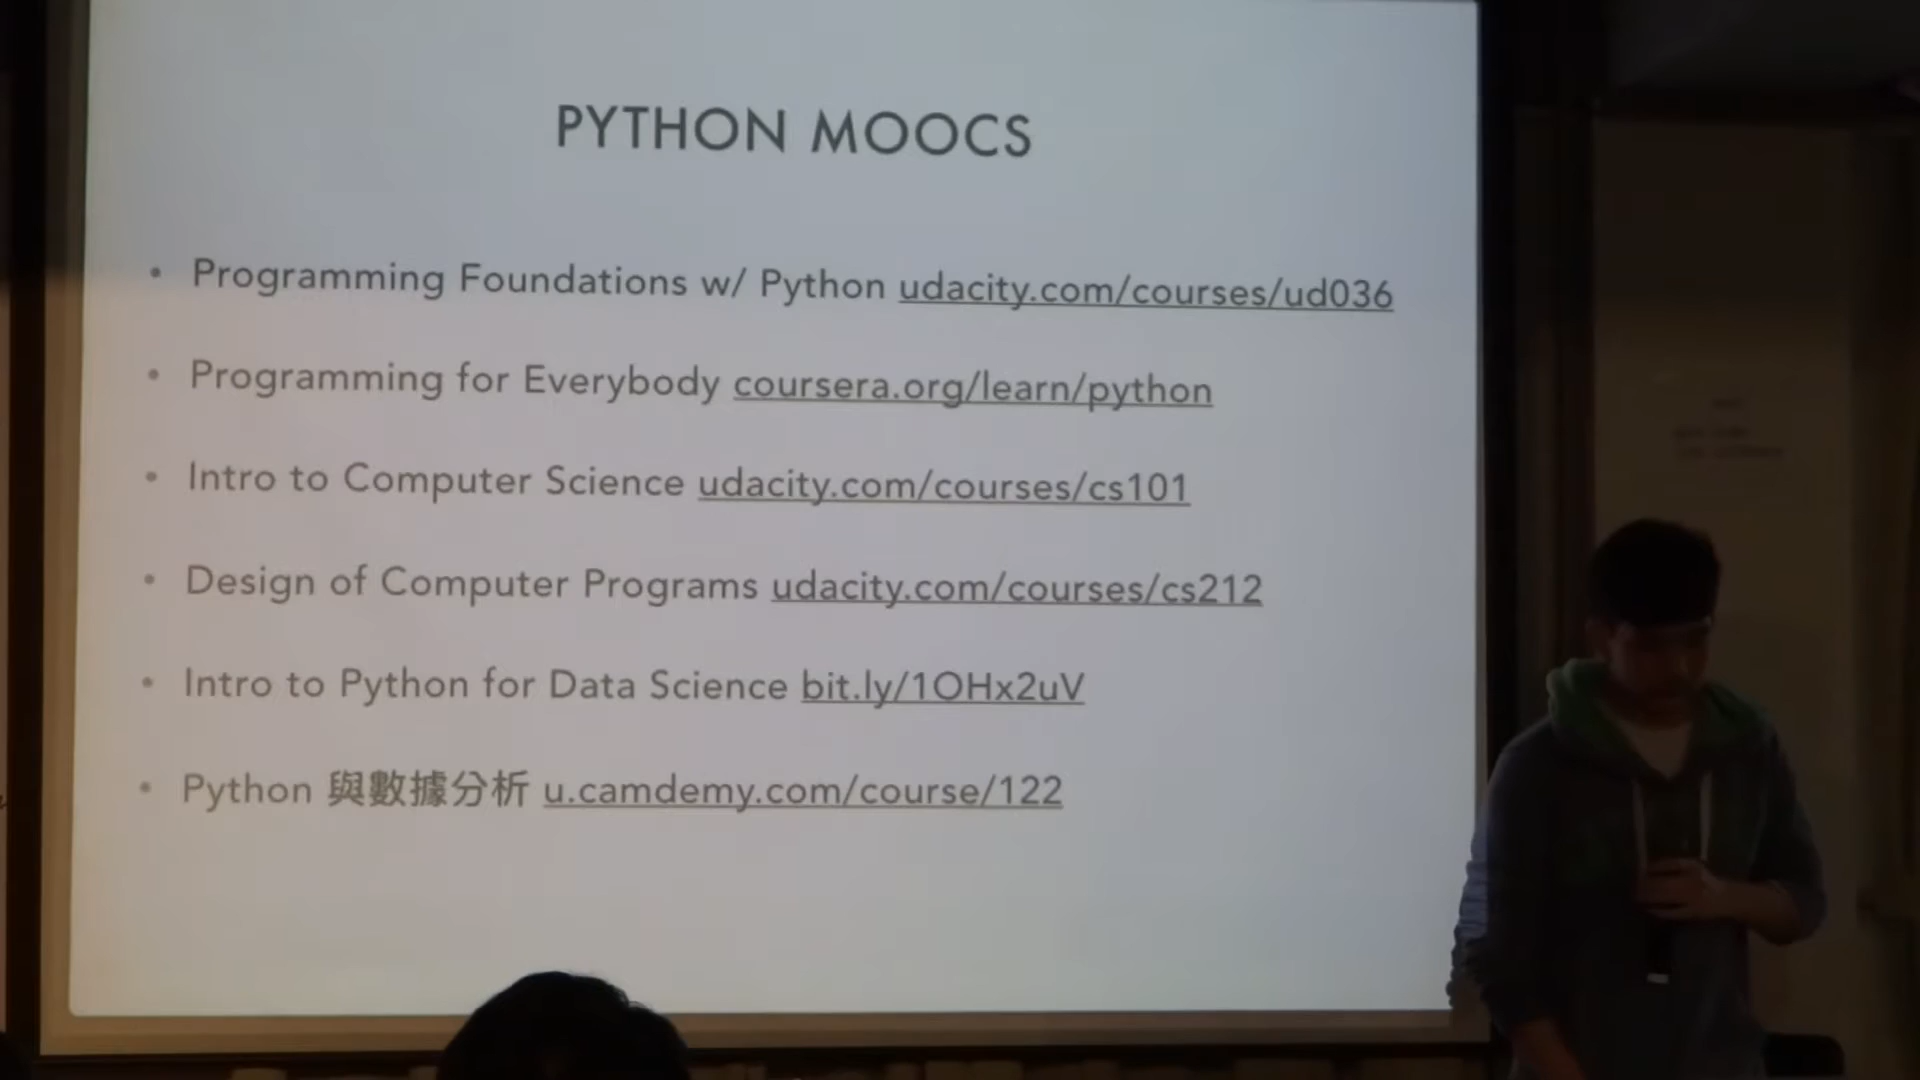 PYTHON MOOCS
• Programming Foundations w/ Python udacity.com/courses/ud036
• Programming for Everybody coursera.org/learn/python
• Intro to Computer Science udacity.com/courses/cs101
• Design of Computer Programs udacity.com/courses/cs212
• Intro to Python for Data Science bit.ly/1OHx2uV
• Python 與數據分析 u.camdemy.com/course/122